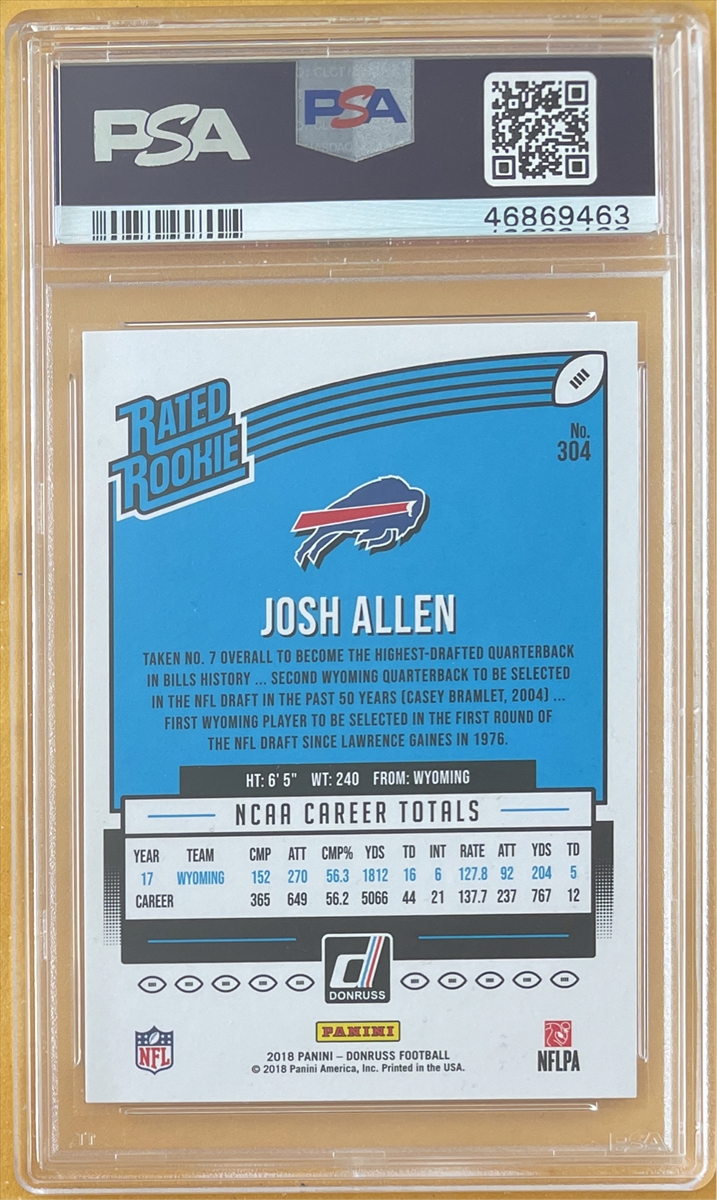 PSA
PSA
46869463
RATED
ROOKIE
No.
304
JOSH ALLEN
TAKEN NO. 7 OVERALL TO BECOME THE HIGHEST-DRAFTED QUARTERBACK
IN BILLS HISTORY ... SECOND WYOMING QUARTERBACK TO BE SELECTED
IN THE NFL DRAFT IN THE PAST 50 YEARS (CASEY BRAMLET, 2004) ...
FIRST WYOMING PLAYER TO BE SELECTED IN THE FIRST ROUND OF
THE NFL DRAFT SINCE LAWRENCE GAINES IN 1976.
HT: 6' 5" WT: 240 FROM: WYOMING
NCAA CAREER TOTALS
YEAR TEAM CMP ATT CMP% YDS TD INT RATE ATT YDS TD
17 WYOMING 152 270 56.3 1812 16 6 127.8 92 204 5
CAREER 365 649 56.2 5066 44 21 137.7 237 767 12
d
DONRUSS
NFL
PANINI
NFLPA
2018 PANINI – DONRUSS FOOTBALL
© 2018 Panini America, Inc. Printed in the USA.
PSA